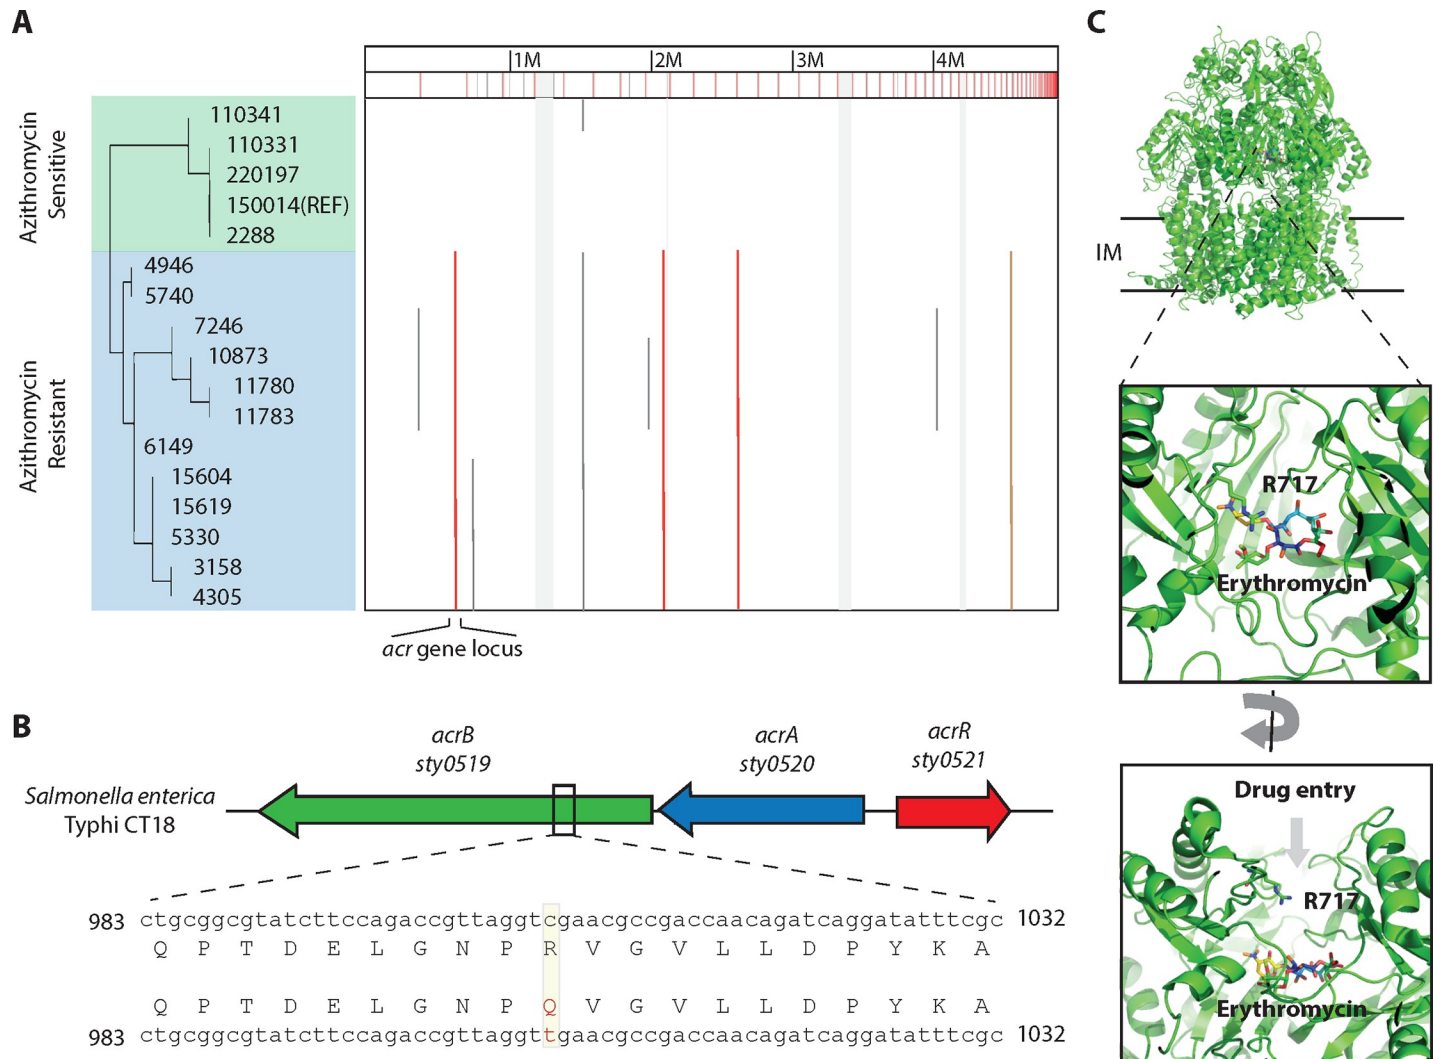 A
1M 2M 3M 4M
Azithromycin
Sensitive
110341
110331
220197
150014(REF)
2288
Azithromycin
Resistant
4946
5740
7246
10873
11780
11783
6149
15604
15619
5330
3158
4305
acr gene locus
B
acrB
sty0519
acrA
sty0520
acrR
sty0521
Salmonella enterica
Typhi CT18
983 ctgcggcgtatcttccagaccgttaggtcgaacgccgaccaacagatcaggatatttcgc 1032
Q P T D E L G N P R V G V L L D P Y K A
Q P T D E L G N P Q V G V L L D P Y K A
983 ctgcggcgtatcttccagaccgttaggttgaacgccgaccaacagatcaggatatttcgc 1032
C
IM
R717
Erythromycin
Drug entry
R717
Erythromycin